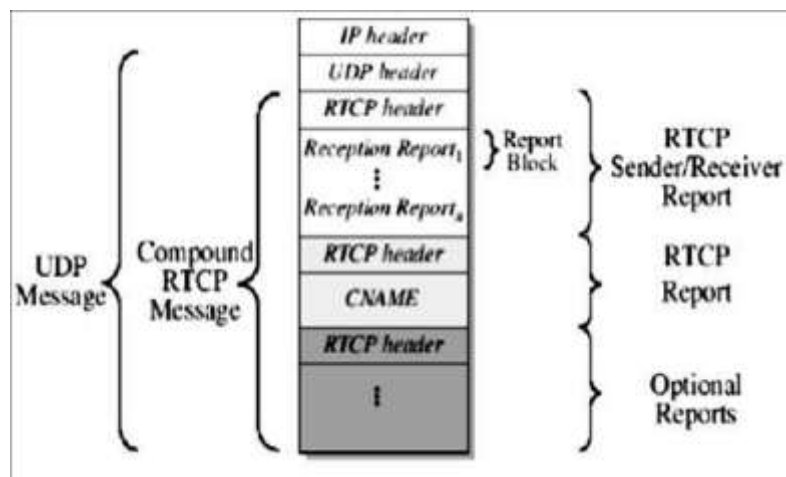 IP header
UDP header
RTCP header
Reception Report1
⋮
Reception Reportn
RTCP header
CNAME
RTCP header
⋮
UDP
Message
Compound
RTCP
Message
Report
Block
RTCP
Sender/Receiver
Report
RTCP
Report
Optional
Reports